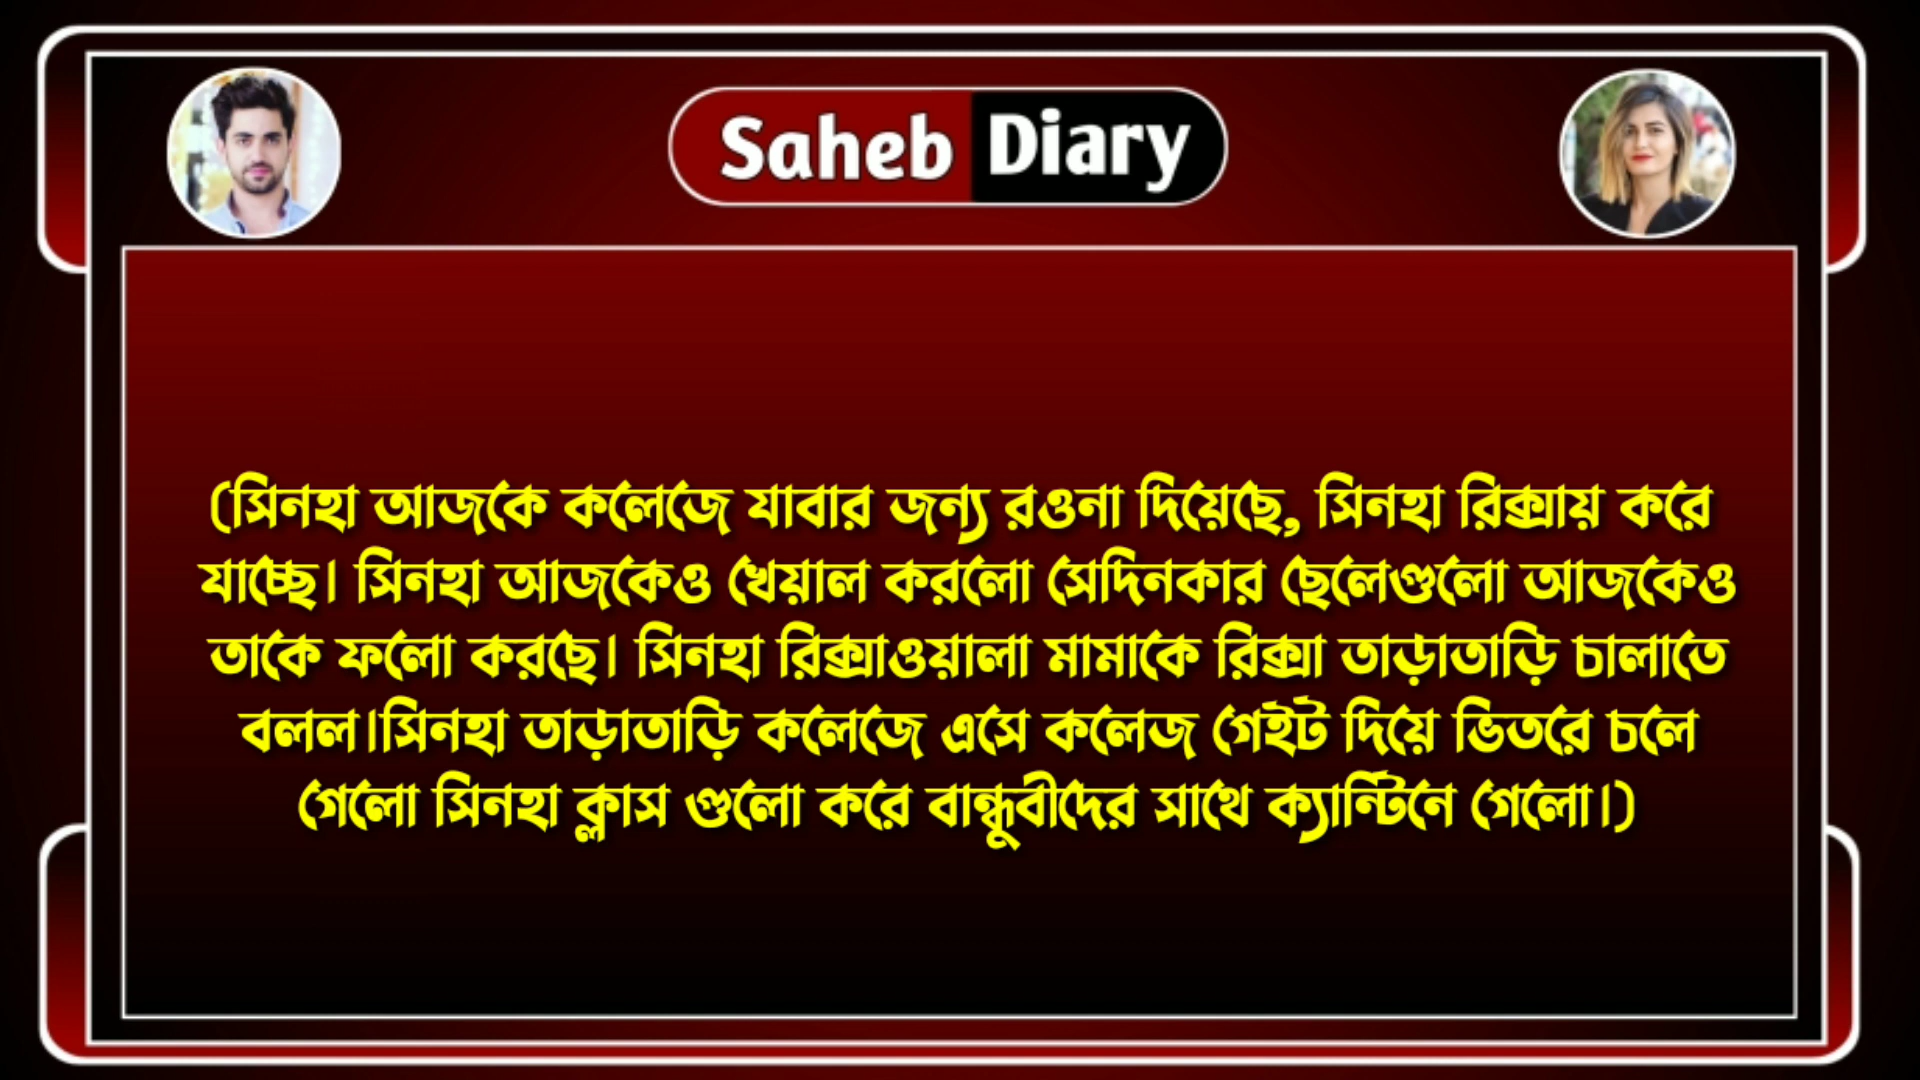 Saheb Diary
(সিনহা আজকে কলেজে যাবার জন্য রওনা দিয়েছে, সিনহা রিক্সায় করে
যাচ্ছে। সিনহা আজকেও খেয়াল করলো সেদিনকার ছেলেগুলো আজকেও
তাকে ফলো করছে। সিনহা রিক্সাওয়ালা মামাকে রিক্সা তাড়াতাড়ি চালাতে
বলল।সিনহা তাড়াতাড়ি কলেজে এসে কলেজ গেইট দিয়ে ভিতরে চলে
গেলো সিনহা ক্লাস গুলো করে বান্ধুবীদের সাথে ক্যান্টিনে গেলো।)